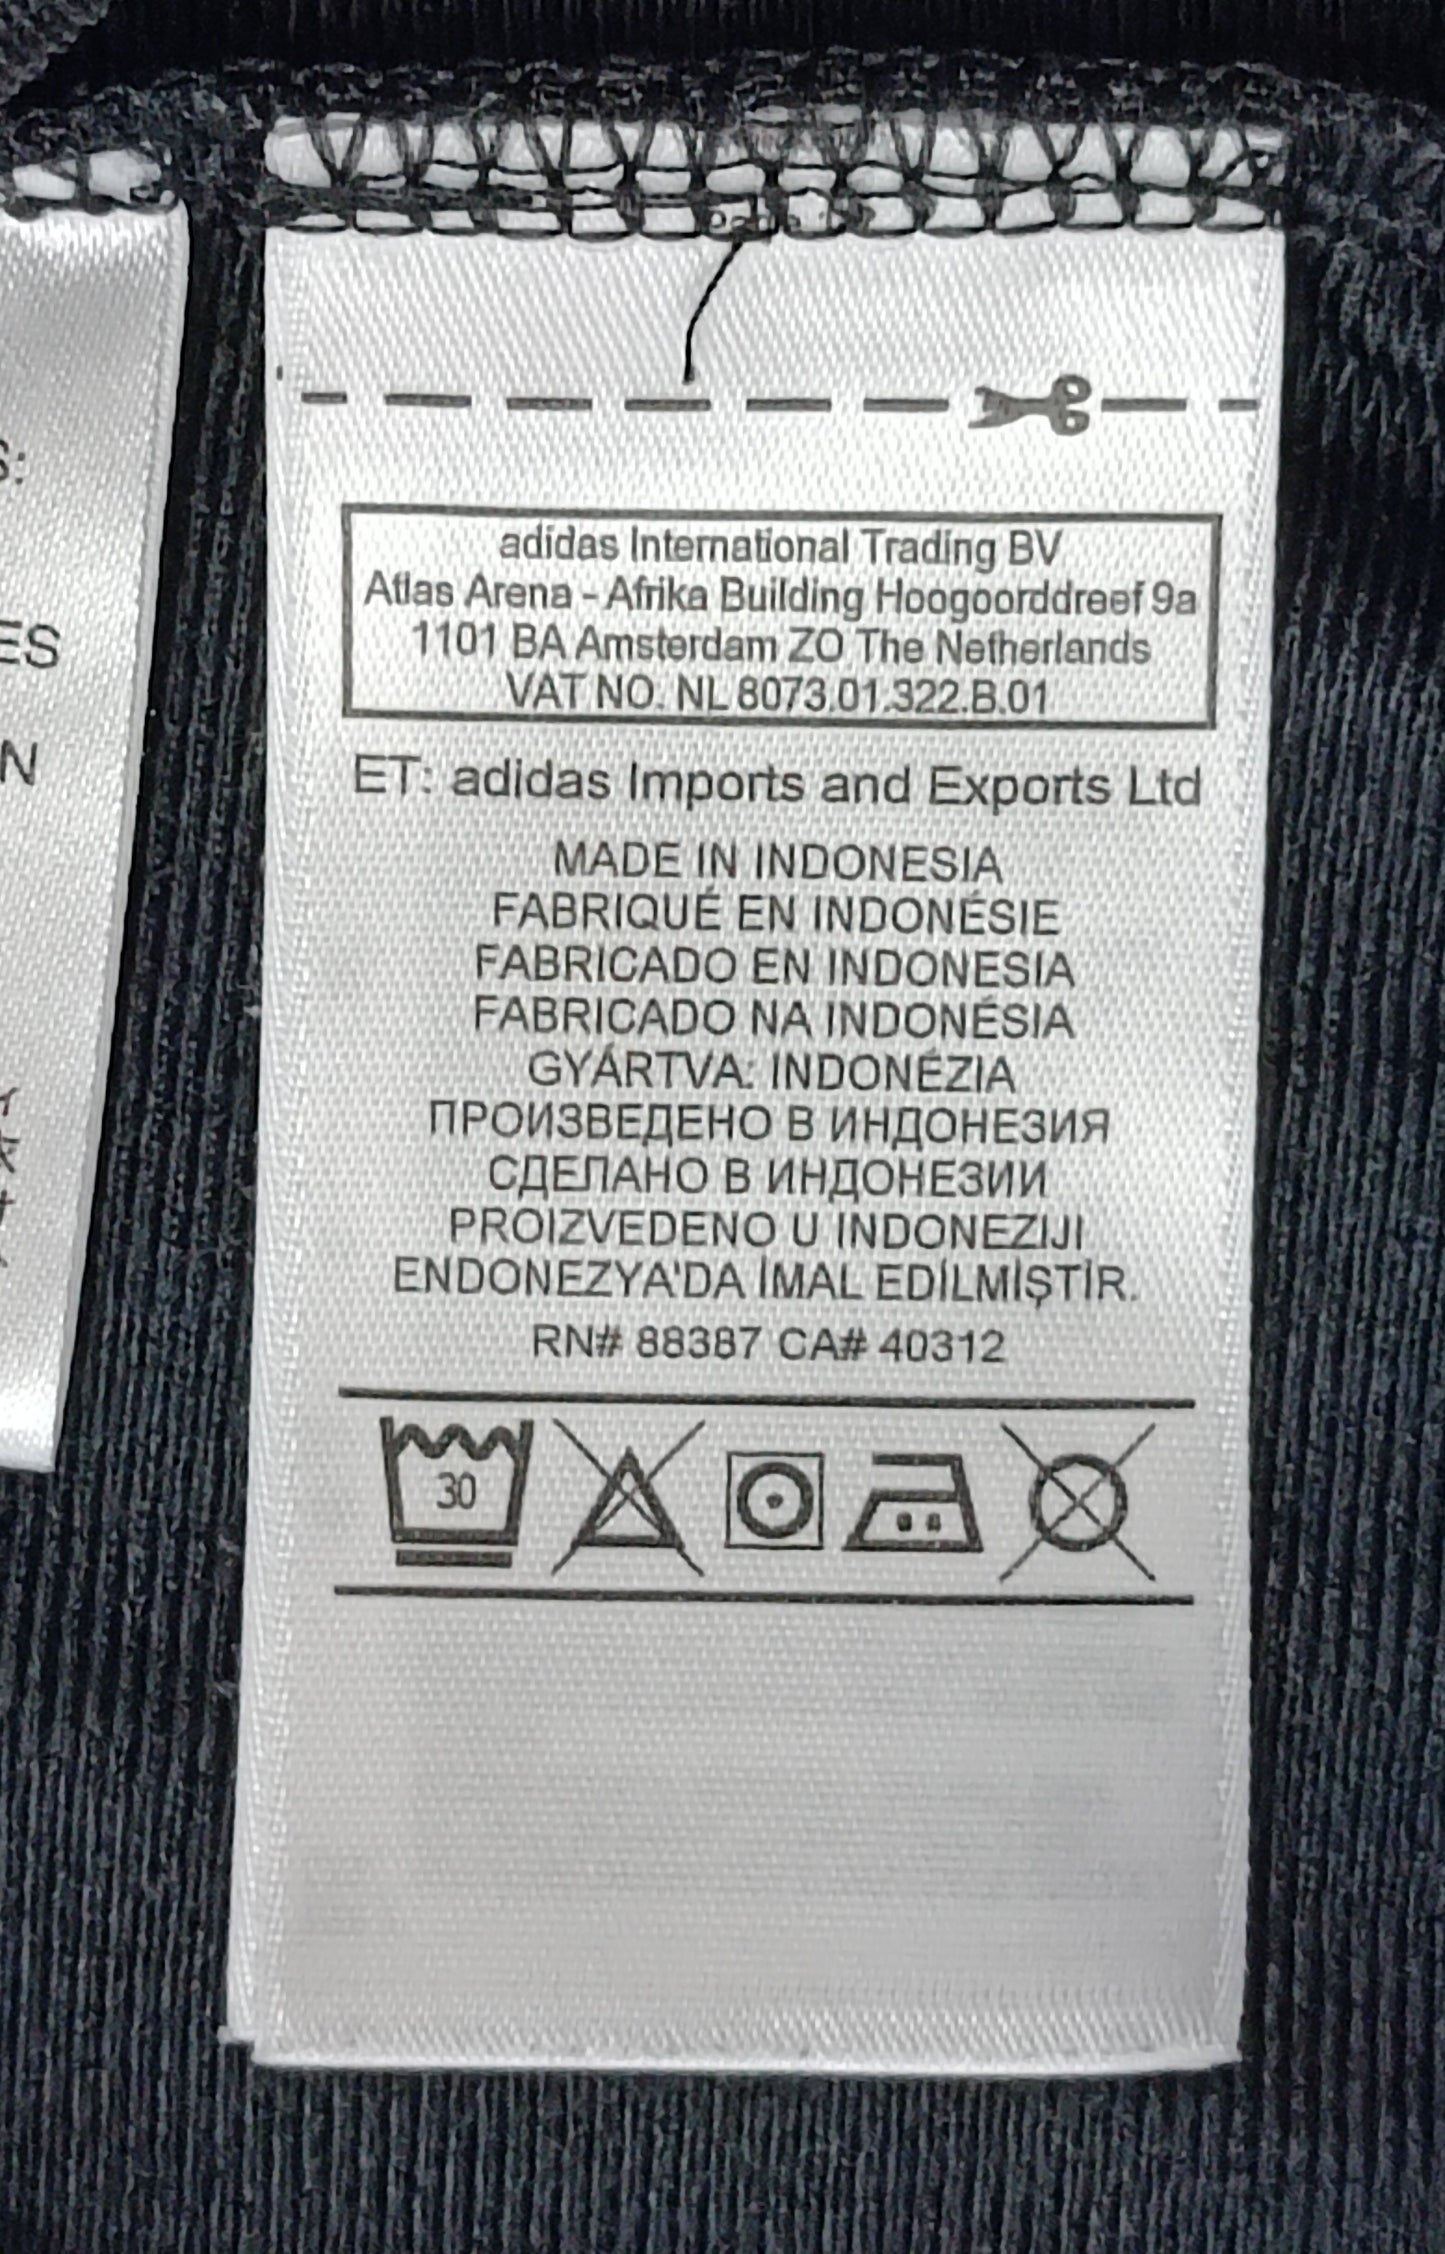 adidas International Trading BV
Atlas Arena - Afrika Building Hoogoorddreef 9a
1101 BA Amsterdam ZO The Netherlands
VAT NO. NL 8073.01.322.B.01
ET: adidas Imports and Exports Ltd
MADE IN INDONESIA
FABRIQUÉ EN INDONÉSIE
FABRICADO EN INDONESIA
FABRICADO NA INDONÉSIA
GYÁRTVA: INDONÉZIA
ПРОИЗВЕДЕНО В ИНДОНЕЗИЯ
СДЕЛАНО В ИНДОНЕЗИИ
PROIZVEDENO U INDONEZIJI
ENDONEZYA'DA İMAL EDİLMİŞTİR.
RN# 88387 CA# 40312
30